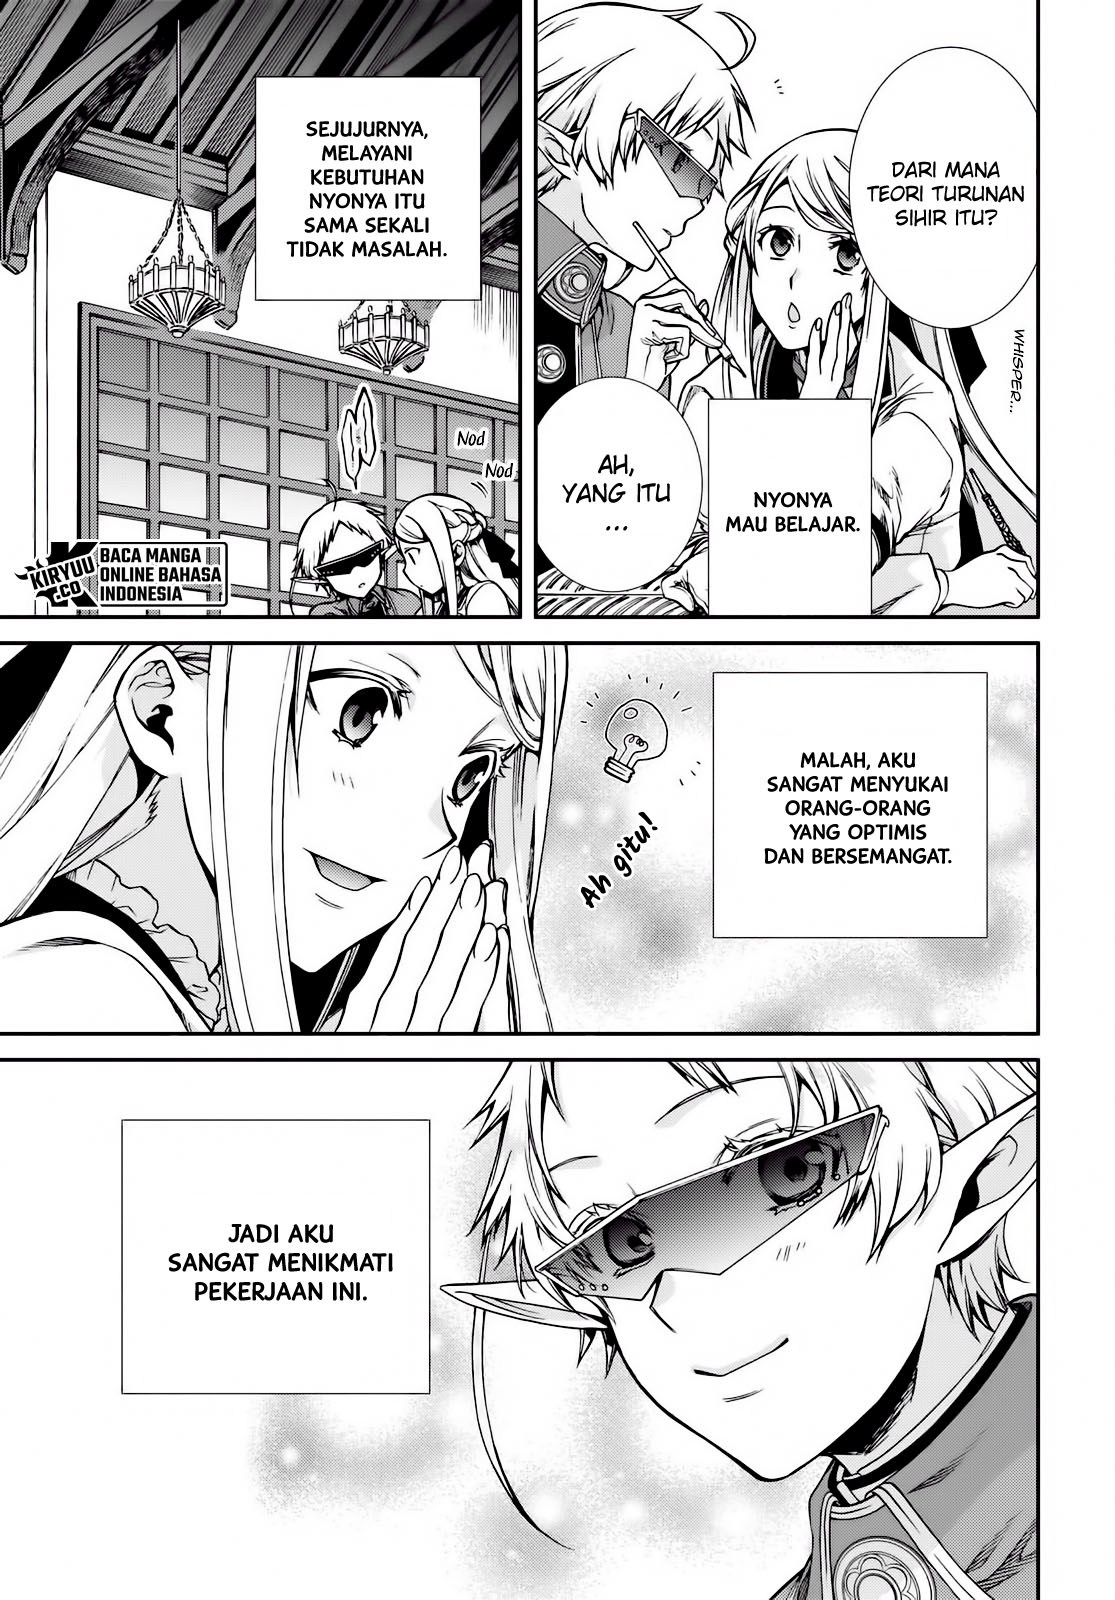 DARI MANA
TEORI TURUNAN
SIHIR ITU?
WHISPER...
AH,
YANG ITU
...
NYONYA
MAU BELAJAR.
SEJUJURNYA,
MELAYANI
KEBUTUHAN
NYONYA ITU
SAMA SEKALI
TIDAK MASALAH.
Nod
Nod
KIRYUU
.CO
BACA MANGA
ONLINE BAHASA
INDONESIA
MALAH, AKU
SANGAT MENYUKAI
ORANG-ORANG
YANG OPTIMIS
DAN BERSEMANGAT.
Ah gitu!
JADI AKU
SANGAT MENIKMATI
PEKERJAAN INI.